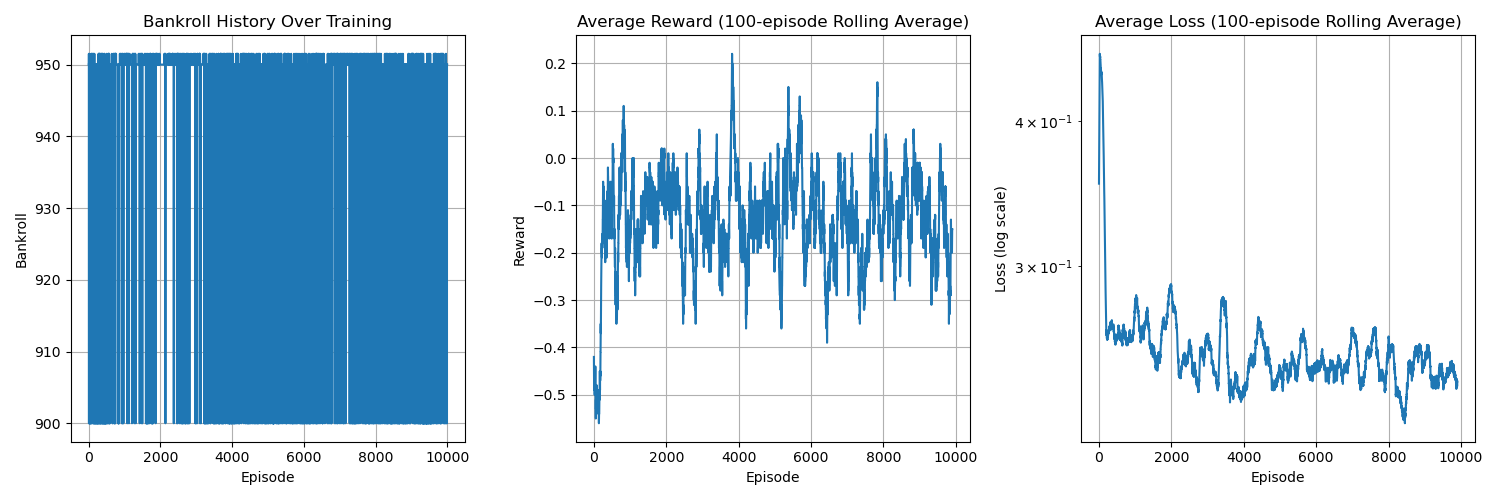 Bankroll History Over Training
950
940
930
920
910
900
Bankroll
0
2000
4000
6000
8000
10000
Episode
Average Reward (100-episode Rolling Average)
0.2
0.1
0.0
−0.1
−0.2
−0.3
−0.4
−0.5
Reward
0
2000
4000
6000
8000
10000
Episode
Average Loss (100-episode Rolling Average)
4 × 10⁻¹
3 × 10⁻¹
Loss (log scale)
0
2000
4000
6000
8000
10000
Episode